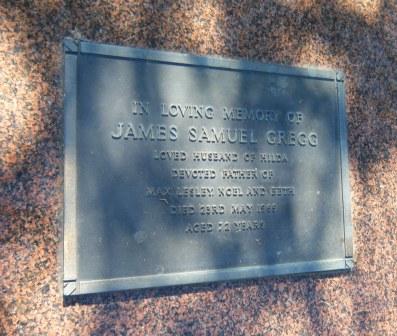 IN LOVING MEMORY OF
JAMES SAMUEL GREGG
LOVED HUSBAND OF HILDA
DEVOTED FATHER OF
MAX, LESLEY, NOEL AND
DIED 23RD MAY
AGED 72 YEARS